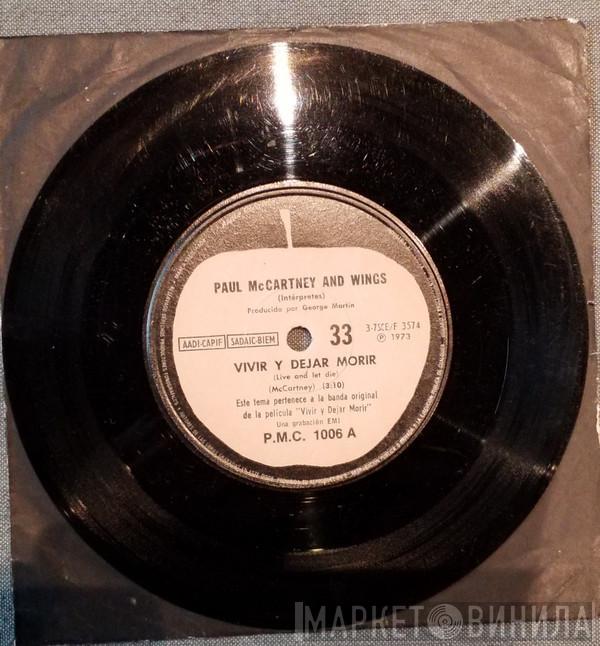 PAUL McCARTNEY AND WINGS
(Intérpretes)
Producida por George Martin
AADI-CAPIF SADAIC-BIEM
33
3-7SCE/F 3574
Ⓟ 1973
VIVIR Y DEJAR MORIR
(Live and let die)
(McCartney) (3:10)
Este tema pertenece a la banda original
de la película "Vivir y Dejar Morir"
Una grabación EMI
P.M.C. 1006 A
МАРКЕТ ВИНИЛА